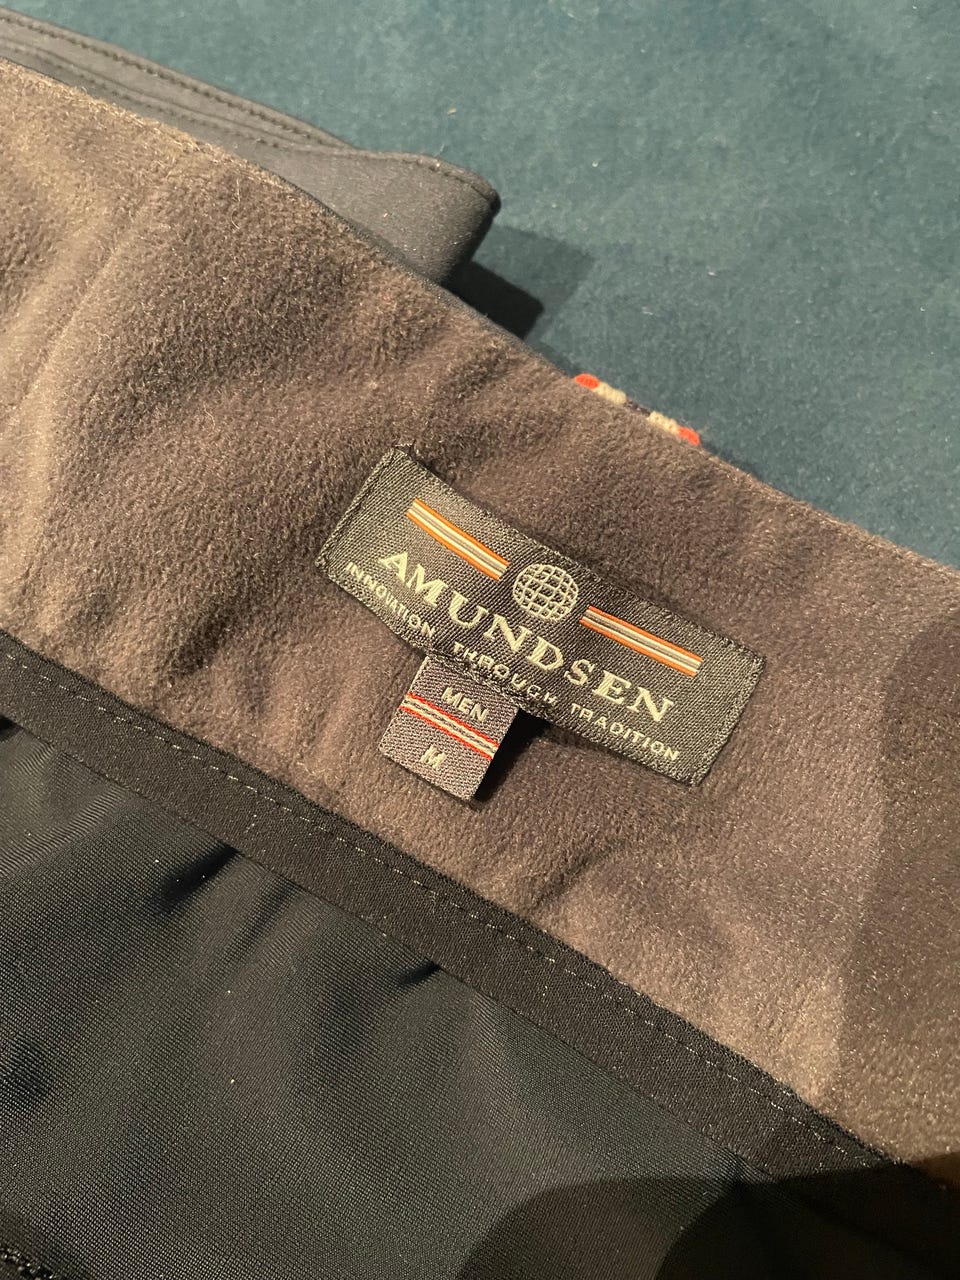 AMUNDSEN
INNOVATION THROUGH TRADITION
MEN
M